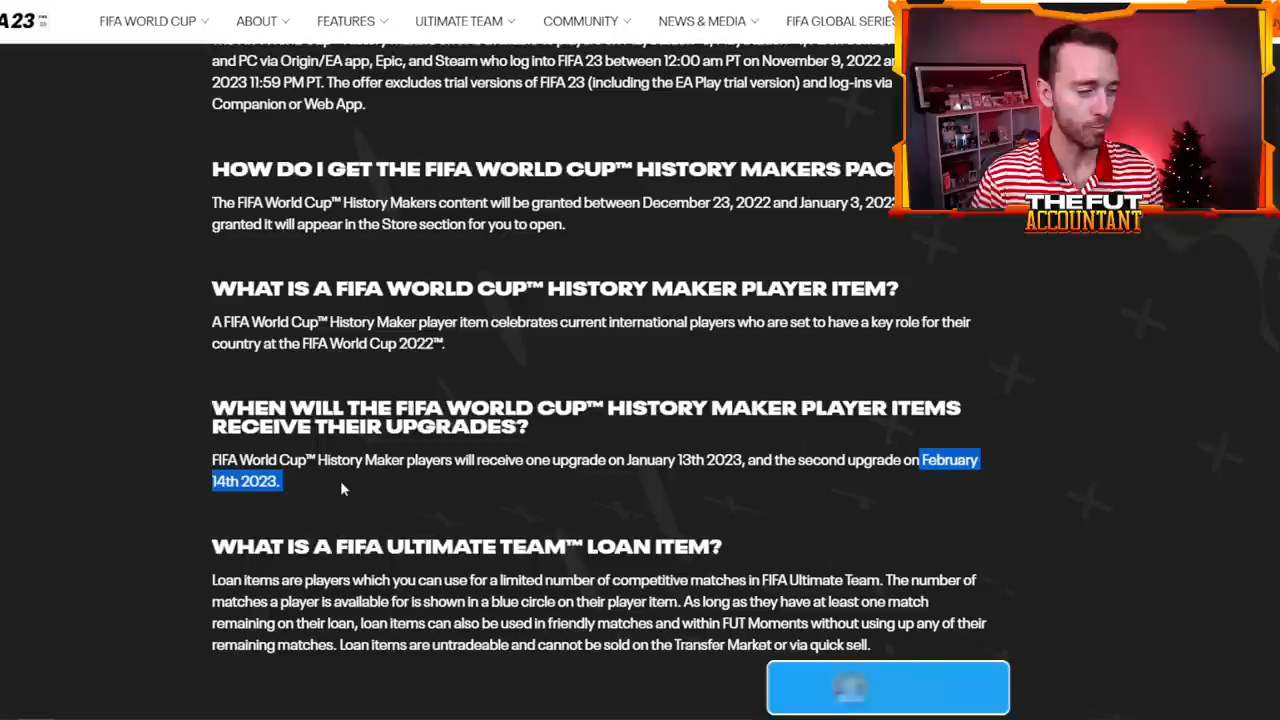 A 23
FIFA WORLD CUP ABOUT FEATURES ULTIMATE TEAM COMMUNITY NEWS & MEDIA FIFA GLOBAL SERIES
and PC via Origin/EA app, Epic, and Steam who log into FIFA 23 between 12:00 am PT on November 9, 2022 a
2023 11:59 PM PT. The offer excludes trial versions of FIFA 23 (including the EA Play trial version) and log-ins via
Companion or Web App.
HOW DO I GET THE FIFA WORLD CUP™ HISTORY MAKERS PAC
The FIFA World Cup™ History Makers content will be granted between December 23, 2022 and January 3, 202
granted it will appear in the Store section for you to open.
THE FUT
ACCOUNTANT
WHAT IS A FIFA WORLD CUP™ HISTORY MAKER PLAYER ITEM?
A FIFA World Cup™ History Maker player item celebrates current international players who are set to have a key role for their
country at the FIFA World Cup 2022™.
WHEN WILL THE FIFA WORLD CUP™ HISTORY MAKER PLAYER ITEMS
RECEIVE THEIR UPGRADES?
FIFA World Cup™ History Maker players will receive one upgrade on January 13th 2023, and the second upgrade on February
14th 2023.
WHAT IS A FIFA ULTIMATE TEAM™ LOAN ITEM?
Loan items are players which you can use for a limited number of competitive matches in FIFA Ultimate Team. The number of
matches a player is available for is shown in a blue circle on their player item. As long as they have at least one match
remaining on their loan, loan items can also be used in friendly matches and within FUT Moments without using up any of their
remaining matches. Loan items are untradeable and cannot be sold on the Transfer Market or via quick sell.